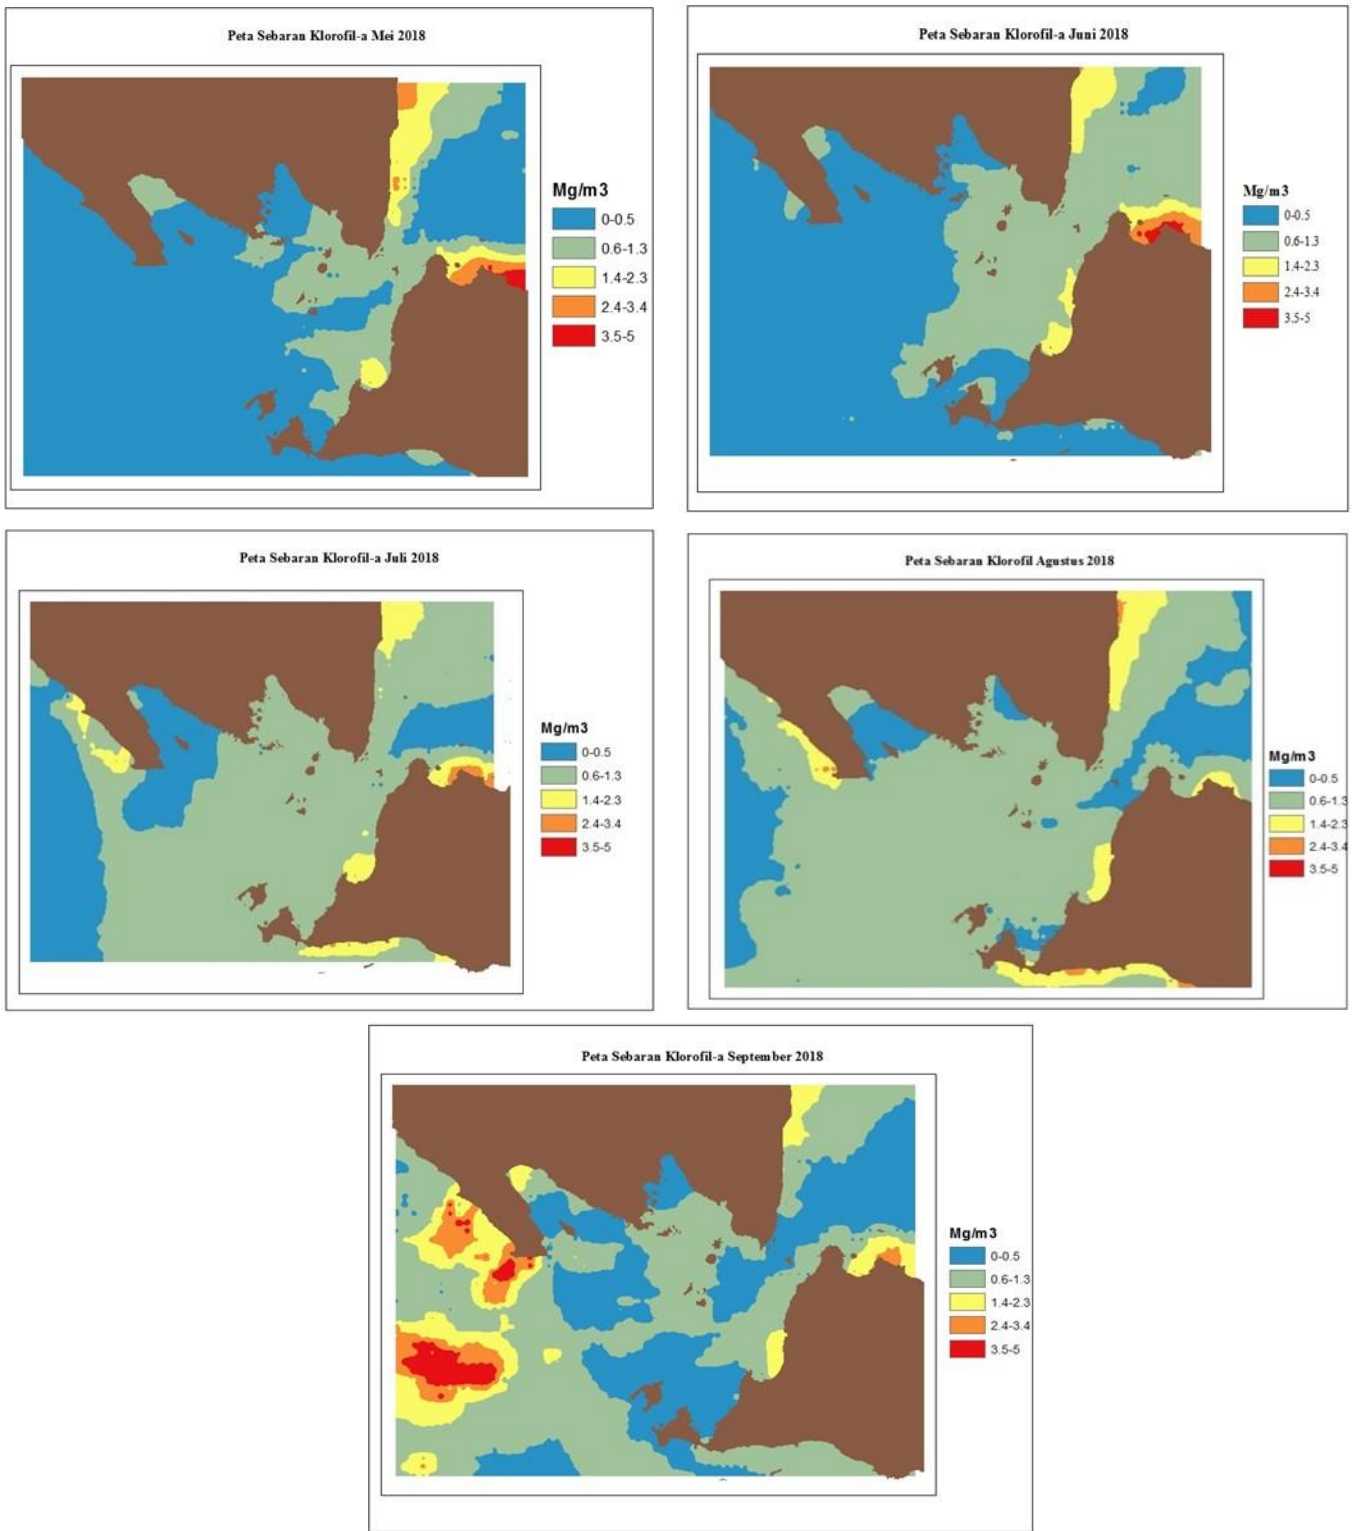 Peta Sebaran Klorofil-a Mei 2018
Mg/m3
0-0.5
0.6-1.3
1.4-2.3
2.4-3.4
3.5-5
Peta Sebaran Klorofil-a Juni 2018
Mg/m3
0-0.5
0.6-1.3
1.4-2.3
2.4-3.4
3.5-5
Peta Sebaran Klorofil-a Juli 2018
Mg/m3
0-0.5
0.6-1.3
1.4-2.3
2.4-3.4
3.5-5
Peta Sebaran Klorofil Agustus 2018
Mg/m3
0-0.5
0.6-1.3
1.4-2.3
2.4-3.4
3.5-5
Peta Sebaran Klorofil-a September 2018
Mg/m3
0-0.5
0.6-1.3
1.4-2.3
2.4-3.4
3.5-5